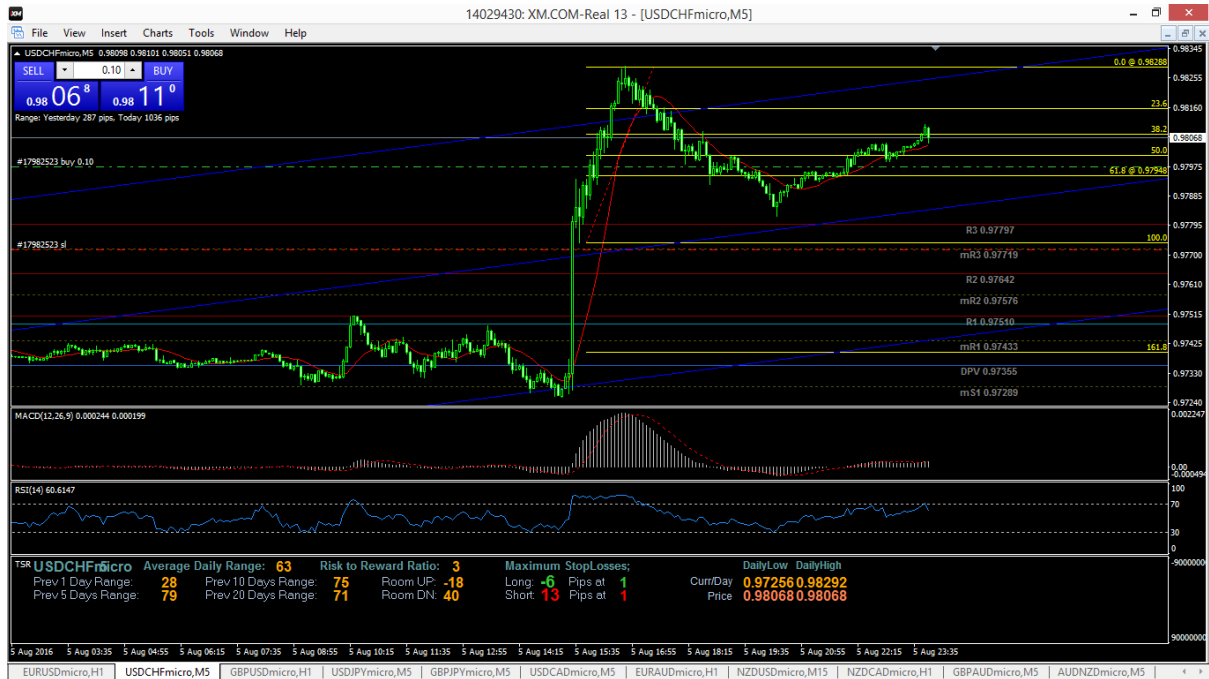 XM
14029430: XM.COM-Real 13 - [USDCHFmicro,M5]
File View Insert Charts Tools Window Help
USDCHFmicro,M5 0.98098 0.98101 0.98051 0.98068
SELL 0.10 BUY
0.98 06 8 0.98 11 0
Range: Yesterday 287 pips, Today 1036 pips
#17982523 buy 0.10
#17982523 sl
0.0 @ 0.98288
23.6
38.2
50.0
61.8 @ 0.97948
R3 0.97797
100.0
mR3 0.97719
R2 0.97642
mR2 0.97576
R1 0.97510
mR1 0.97433
161.8
DPV 0.97355
mS1 0.97289
0.98345
0.98255
0.98160
0.98068
0.97975
0.97885
0.97795
0.97700
0.97610
0.97515
0.97425
0.97330
0.97240
MACD(12,26,9) 0.000244 0.000199
0.002247
0.00
-0.000494
RSI(14) 60.6147
100
70
30
0
TSR USDCHFmicro Average Daily Range: 63 Risk to Reward Ratio: 3 Maximum StopLosses; DailyLow DailyHigh
Prev 1 Day Range: 28 Prev 10 Days Range: 75 Room UP: -18 Long: -6 Pips at 1 Curr/Day 0.97256 0.98292
Prev 5 Days Range: 79 Prev 20 Days Range: 71 Room DN: 40 Short: 13 Pips at 1 Price 0.98068 0.98068
-9000000
90000000
5 Aug 2016 5 Aug 03:35 5 Aug 04:55 5 Aug 06:15 5 Aug 07:35 5 Aug 08:55 5 Aug 10:15 5 Aug 11:35 5 Aug 12:55 5 Aug 14:15 5 Aug 15:35 5 Aug 16:55 5 Aug 18:15 5 Aug 19:35 5 Aug 20:55 5 Aug 23:35
EURUSDmicro,H1 USDCHFmicro,M5 GBPUSDmicro,H1 USDJPYmicro,M5 GBPJPYmicro,M5 USDCADmicro,M5 EURAUDmicro,H1 NZDUSDmicro,M15 NZDCADmicro,H1 GBPAUDmicro,M5 AUDNZDmicro,M5